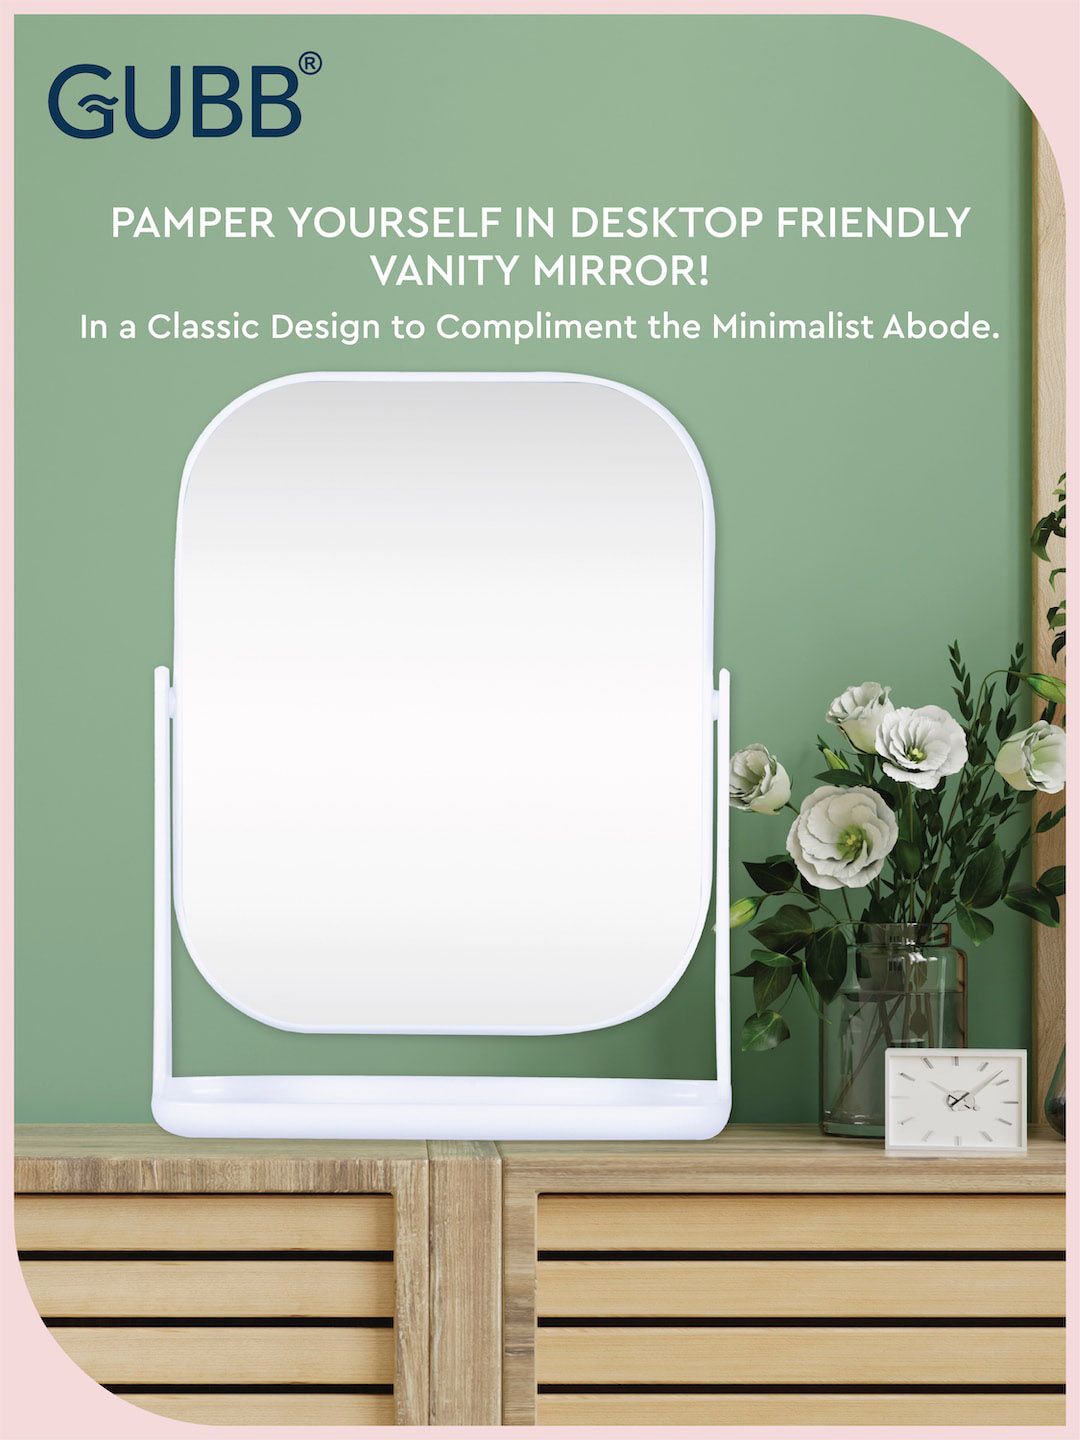 GUBB®
PAMPER YOURSELF IN DESKTOP FRIENDLY
VANITY MIRROR!
In a Classic Design to Compliment the Minimalist Abode.